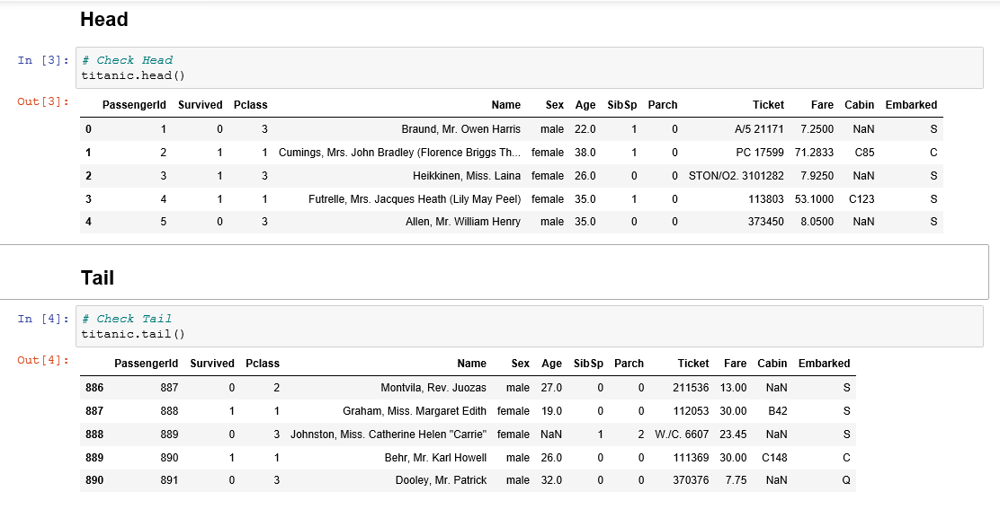 Head
In [3]: # Check Head
titanic.head()
Out[3]: PassengerId Survived Pclass Name Sex Age SibSp Parch Ticket Fare Cabin Embarked
0 1 0 3 Braund, Mr. Owen Harris male 22.0 1 0 A/5 21171 7.2500 NaN S
1 2 1 1 Cumings, Mrs. John Bradley (Florence Briggs Th... female 38.0 1 0 PC 17599 71.2833 C85 C
2 3 1 3 Heikkinen, Miss. Laina female 26.0 0 0 STON/O2. 3101282 7.9250 NaN S
3 4 1 1 Futrelle, Mrs. Jacques Heath (Lily May Peel) female 35.0 1 0 113803 53.1000 C123 S
4 5 0 3 Allen, Mr. William Henry male 35.0 0 0 373450 8.0500 NaN S
Tail
In [4]: # Check Tail
titanic.tail()
Out[4]: PassengerId Survived Pclass Name Sex Age SibSp Parch Ticket Fare Cabin Embarked
886 887 0 2 Montvila, Rev. Juozas male 27.0 0 0 211536 13.00 NaN S
887 888 1 1 Graham, Miss. Margaret Edith female 19.0 0 0 112053 30.00 B42 S
888 889 0 3 Johnston, Miss. Catherine Helen "Carrie" female NaN 1 2 W./C. 6607 23.45 NaN S
889 890 1 1 Behr, Mr. Karl Howell male 26.0 0 0 111369 30.00 C148 C
890 891 0 3 Dooley, Mr. Patrick male 32.0 0 0 370376 7.75 NaN Q